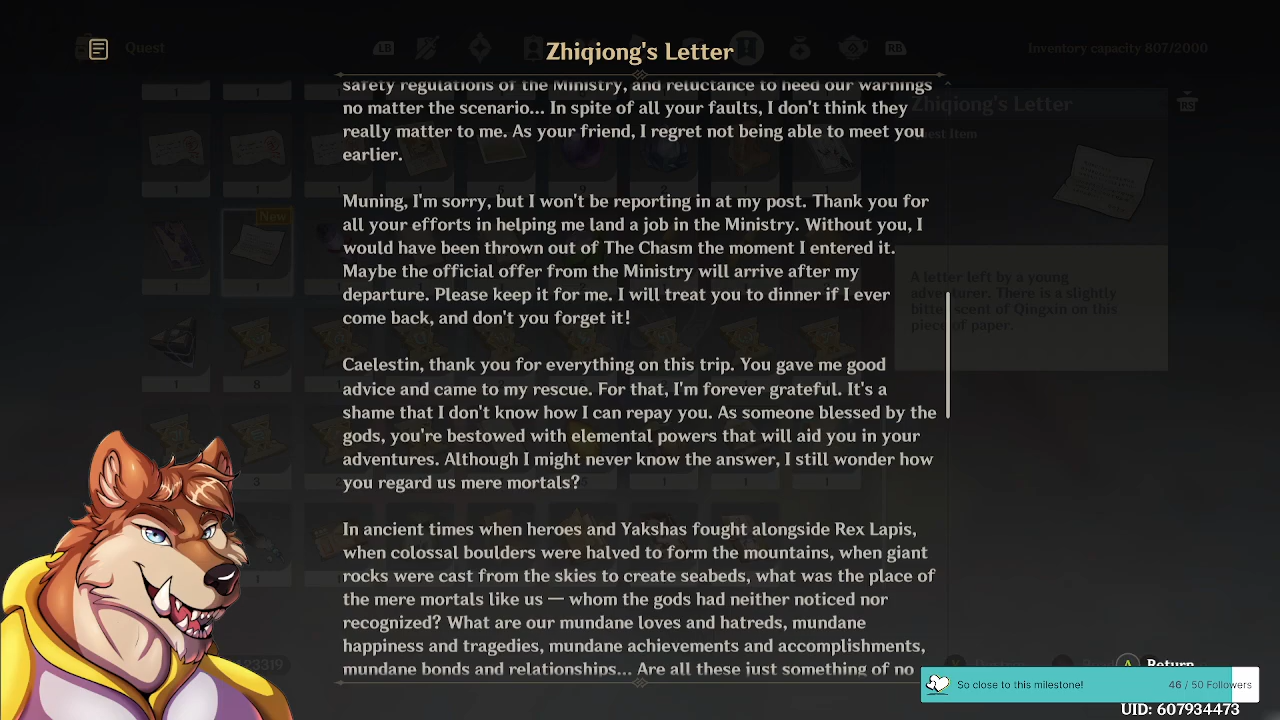 Quest
LB
Zhiqiong's Letter
RB
Inventory capacity 807/2000
safety regulations of the Ministry, and reluctance to heed our warnings
no matter the scenario... In spite of all your faults, I don't think they
really matter to me. As your friend, I regret not being able to meet you
earlier.
Muning, I'm sorry, but I won't be reporting in at my post. Thank you for
all your efforts in helping me land a job in the Ministry. Without you, I
would have been thrown out of The Chasm the moment I entered it.
Maybe the official offer from the Ministry will arrive after my
departure. Please keep it for me. I will treat you to dinner if I ever
come back, and don't you forget it!
Caelestin, thank you for everything on this trip. You gave me good
advice and came to my rescue. For that, I'm forever grateful. It's a
shame that I don't know how I can repay you. As someone blessed by the
gods, you're bestowed with elemental powers that will aid you in your
adventures. Although I might never know the answer, I still wonder how
you regard us mere mortals?
In ancient times when heroes and Yakshas fought alongside Rex Lapis,
when colossal boulders were halved to form the mountains, when giant
rocks were cast from the skies to create seabeds, what was the place of
the mere mortals like us — whom the gods had neither noticed nor
recognized? What are our mundane loves and hatreds, mundane
happiness and tragedies, mundane achievements and accomplishments,
mundane bonds and relationships... Are all these just something of no
Zhiqiong's Letter
RS
Quest Item
New
A letter left by a young
adventurer. There is a slightly
bitter scent of Qingxin on this
piece of paper.
A Return
So close to this milestone!
46 / 50 Followers
UID: 607934473